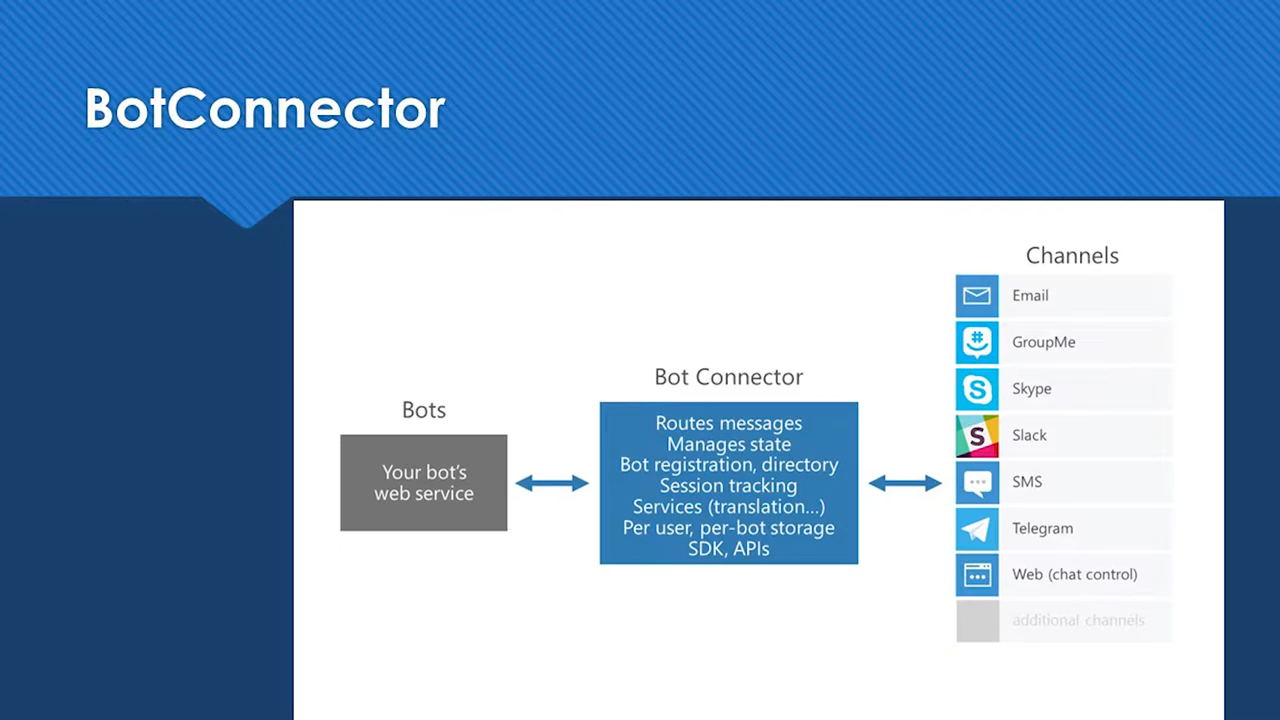 BotConnector
Bots
Your bot's
web service
Bot Connector
Routes messages
Manages state
Bot registration, directory
Session tracking
Services (translation...)
Per user, per-bot storage
SDK, APIs
Channels
Email
GroupMe
Skype
Slack
SMS
Telegram
Web (chat control)
additional channels